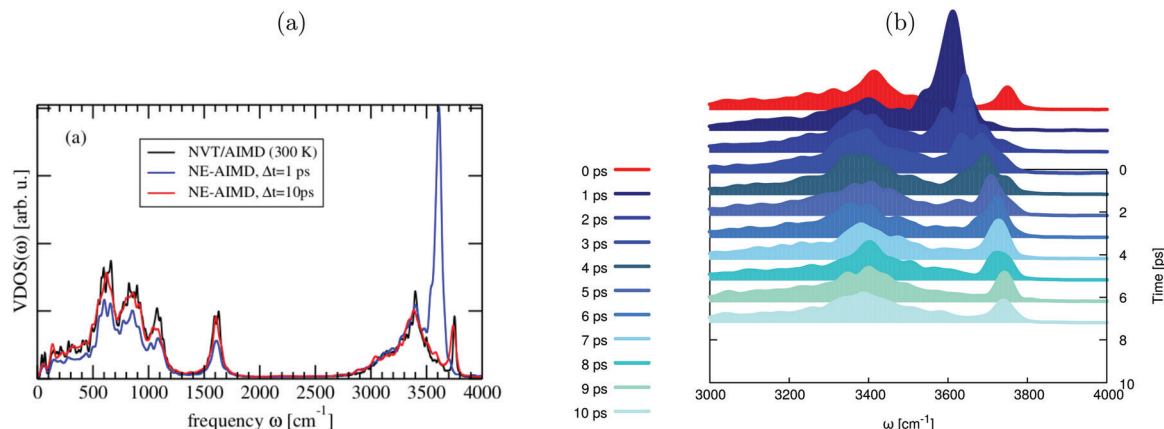 (a)
(a)
NVT/AIMD (300 K)
NE-AIMD, Δt=1 ps
NE-AIMD, Δt=10ps
VDOS(ω) [arb. u.]
0 500 1000 1500 2000 2500 3000 3500 4000
frequency ω [cm⁻¹]
(b)
0 ps
1 ps
2 ps
3 ps
4 ps
5 ps
6 ps
7 ps
8 ps
9 ps
10 ps
0
2
4
6
8
10
Time [ps]
3000 3200 3400 3600 3800 4000
ω [cm⁻¹]